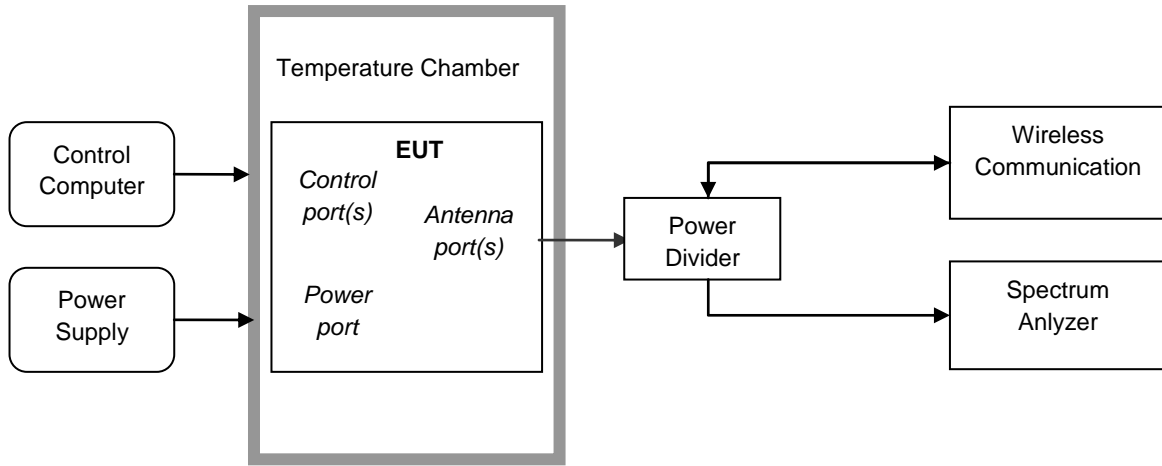 Temperature Chamber
Control
Computer
Power
Supply
EUT
Control
port(s)
Antenna
port(s)
Power
port
Power
Divider
Wireless
Communication
Spectrum
Anlyzer